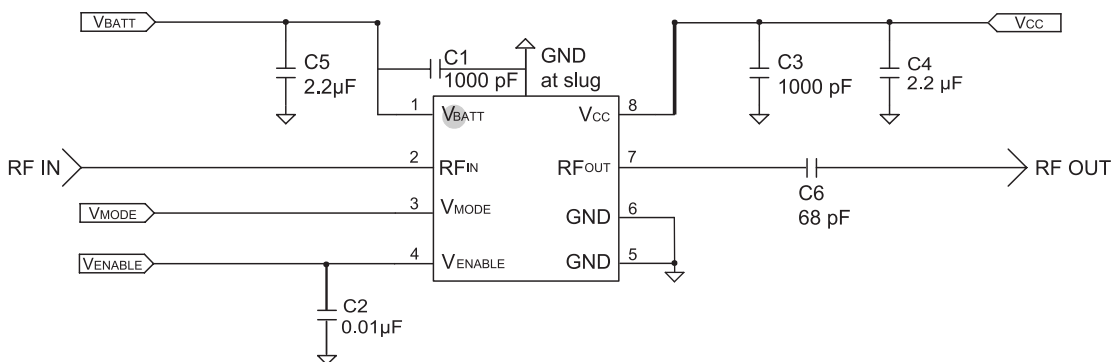 VBATT
VCC
C5
2.2µF
C1
1000 pF
GND
at slug
C3
1000 pF
C4
2.2 µF
1
VBATT
VCC
8
RF IN
2
RFIN
RFOUT
7
RF OUT
C6
68 pF
VMODE
3
VMODE
GND
6
VENABLE
4
VENABLE
GND
5
C2
0.01µF